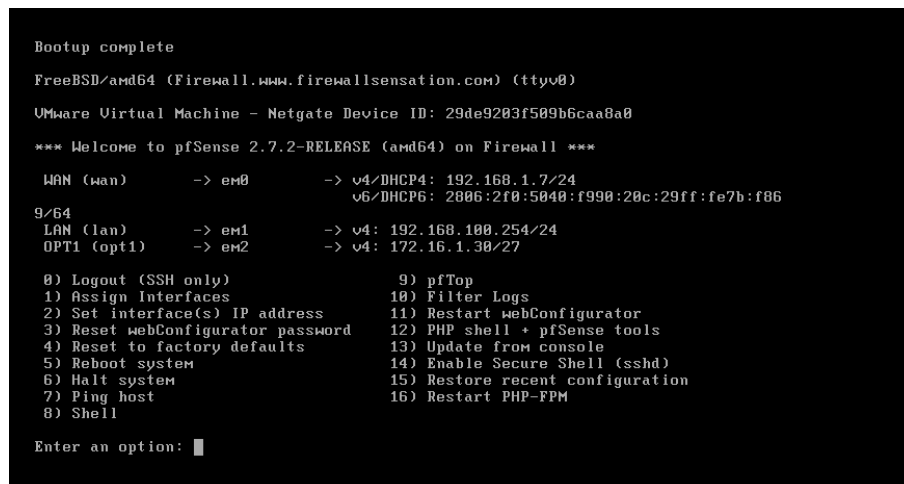 Bootup complete
FreeBSD/amd64 (Firewall.www.firewallsensation.com) (ttyv0)
VMware Virtual Machine - Netgate Device ID: 29de9203f509b6caa8a0
*** Welcome to pfSense 2.7.2-RELEASE (amd64) on Firewall ***
WAN (wan)       -> em0        -> v4/DHCP4: 192.168.1.7/24
v6/DHCP6: 2806:2f0:5040:f990:20c:29ff:fe7b:f86
9/64
LAN (lan)       -> em1        -> v4: 192.168.100.254/24
OPT1 (opt1)     -> em2        -> v4: 172.16.1.30/27
0) Logout (SSH only)                  9) pfTop
1) Assign Interfaces                 10) Filter Logs
2) Set interface(s) IP address       11) Restart webConfigurator
3) Reset webConfigurator password    12) PHP shell + pfSense tools
4) Reset to factory defaults         13) Update from console
5) Reboot system                     14) Enable Secure Shell (sshd)
6) Halt system                       15) Restore recent configuration
7) Ping host                         16) Restart PHP-FPM
8) Shell
Enter an option: